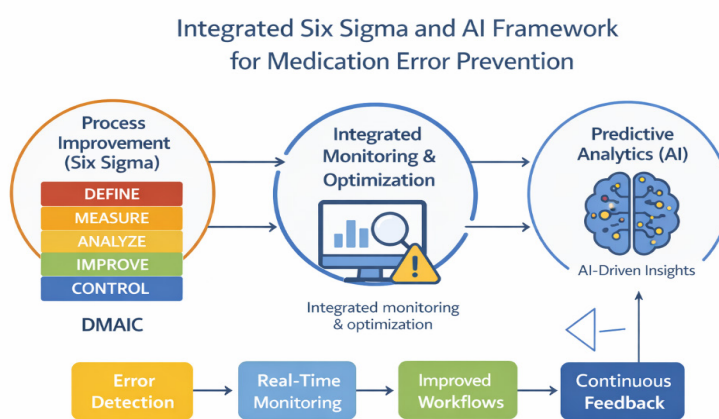 Integrated Six Sigma and AI Framework
for Medication Error Prevention
Process
Improvement
(Six Sigma)
DEFINE
MEASURE
ANALYZE
IMPROVE
CONTROL
DMAIC
Integrated
Monitoring &
Optimization
Integrated monitoring
& optimization
Predictive
Analytics (AI)
AI-Driven Insights
Error
Detection
Real-Time
Monitoring
Improved
Workflows
Continuous
Feedback